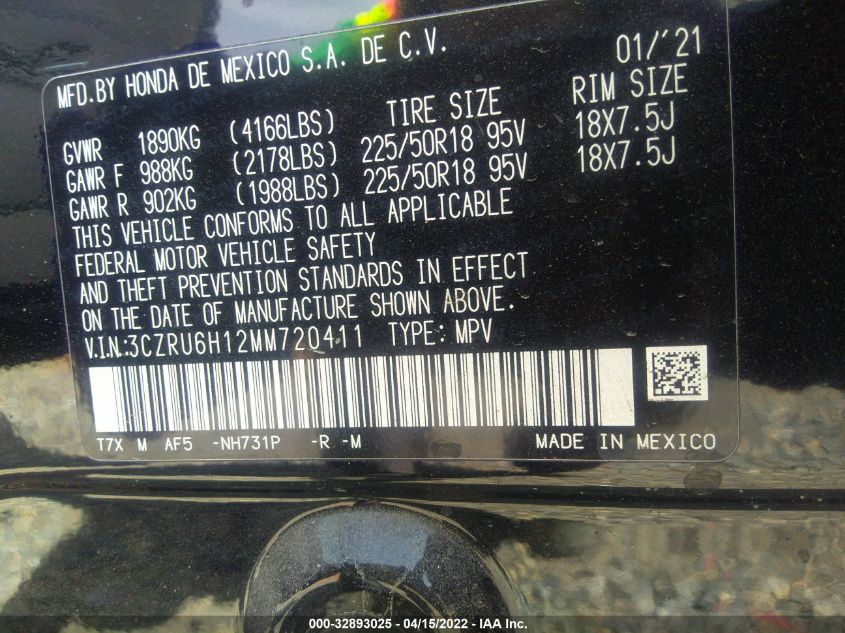 MFD.BY HONDA DE MEXICO S.A. DE C.V. 01/'21
TIRE SIZE RIM SIZE
GVWR 1890KG (4166LBS)
GAWR F 988KG (2178LBS) 225/50R18 95V 18X7.5J
GAWR R 902KG (1988LBS) 225/50R18 95V 18X7.5J
THIS VEHICLE CONFORMS TO ALL APPLICABLE
FEDERAL MOTOR VEHICLE SAFETY
AND THEFT PREVENTION STANDARDS IN EFFECT
ON THE DATE OF MANUFACTURE SHOWN ABOVE.
V.I.N.:3CZRU6H12MM720411 TYPE: MPV
T7X M AF5 -NH731P -R -M MADE IN MEXICO
000-32893025 - 04/15/2022 - IAA Inc.